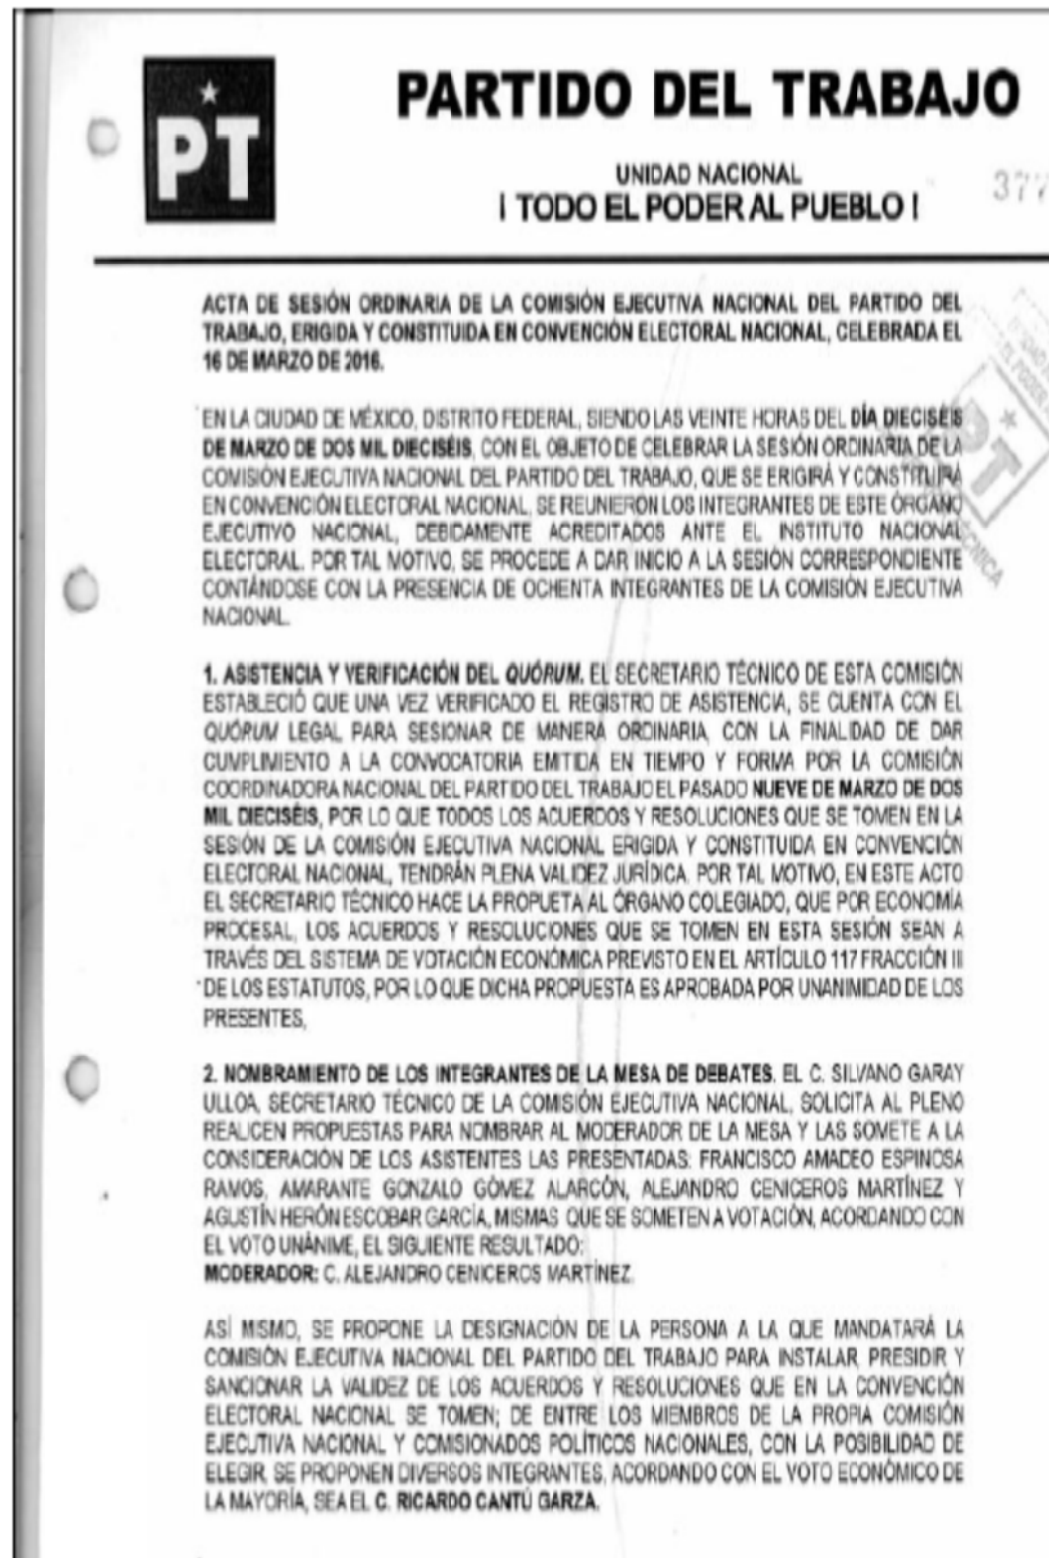 PT
PARTIDO DEL TRABAJO
UNIDAD NACIONAL
¡ TODO EL PODER AL PUEBLO !
377
ACTA DE SESIÓN ORDINARIA DE LA COMISIÓN EJECUTIVA NACIONAL DEL PARTIDO DEL
TRABAJO, ERIGIDA Y CONSTITUIDA EN CONVENCIÓN ELECTORAL NACIONAL, CELEBRADA EL
16 DE MARZO DE 2016.
EN LA CIUDAD DE MÉXICO, DISTRITO FEDERAL, SIENDO LAS VEINTE HORAS DEL DÍA DIECISÉIS
DE MARZO DE DOS MIL DIECISÉIS, CON EL OBJETO DE CELEBRAR LA SESIÓN ORDINARIA DE LA
COMISIÓN EJECUTIVA NACIONAL DEL PARTIDO DEL TRABAJO, QUE SE ERIGIRÁ Y CONSTITUIRÁ
EN CONVENCIÓN ELECTORAL NACIONAL, SE REUNIERON LOS INTEGRANTES DE ESTE ÓRGANO
EJECUTIVO NACIONAL, DEBIDAMENTE ACREDITADOS ANTE EL INSTITUTO NACIONAL
ELECTORAL. POR TAL MOTIVO, SE PROCEDE A DAR INICIO A LA SESIÓN CORRESPONDIENTE
CONTÁNDOSE CON LA PRESENCIA DE OCHENTA INTEGRANTES DE LA COMISIÓN EJECUTIVA
NACIONAL.
1. ASISTENCIA Y VERIFICACIÓN DEL QUÓRUM. EL SECRETARIO TÉCNICO DE ESTA COMISIÓN
ESTABLECIÓ QUE UNA VEZ VERIFICADO EL REGISTRO DE ASISTENCIA, SE CUENTA CON EL
QUÓRUM LEGAL PARA SESIONAR DE MANERA ORDINARIA, CON LA FINALIDAD DE DAR
CUMPLIMIENTO A LA CONVOCATORIA EMITIDA EN TIEMPO Y FORMA POR LA COMISIÓN
COORDINADORA NACIONAL DEL PARTIDO DEL TRABAJO EL PASADO NUEVE DE MARZO DE DOS
MIL DIECISÉIS, POR LO QUE TODOS LOS ACUERDOS Y RESOLUCIONES QUE SE TOMEN EN LA
SESIÓN DE LA COMISIÓN EJECUTIVA NACIONAL ERIGIDA Y CONSTITUIDA EN CONVENCIÓN
ELECTORAL NACIONAL, TENDRÁN PLENA VALIDEZ JURÍDICA. POR TAL MOTIVO, EN ESTE ACTO
EL SECRETARIO TÉCNICO HACE LA PROPUETA AL ÓRGANO COLEGIADO, QUE POR ECONOMÍA
PROCESAL, LOS ACUERDOS Y RESOLUCIONES QUE SE TOMEN EN ESTA SESIÓN SEAN A
TRAVÉS DEL SISTEMA DE VOTACIÓN ECONÓMICA PREVISTO EN EL ARTÍCULO 117 FRACCIÓN II
DE LOS ESTATUTOS, POR LO QUE DICHA PROPUESTA ES APROBADA POR UNANIMIDAD DE LOS
PRESENTES,
2. NOMBRAMIENTO DE LOS INTEGRANTES DE LA MESA DE DEBATES. EL C. SILVANO GARAY
ULLOA, SECRETARIO TÉCNICO DE LA COMISIÓN EJECUTIVA NACIONAL, SOLICITA AL PLENO
REALICEN PROPUESTAS PARA NOMBRAR AL MODERADOR DE LA MESA Y LAS SOMETE A LA
CONSIDERACIÓN DE LOS ASISTENTES LAS PRESENTADAS: FRANCISCO AMADEO ESPINOSA
RAMOS, AMARANTE GONZALO GÓMEZ ALARCÓN, ALEJANDRO CENICEROS MARTÍNEZ Y
AGUSTÍN HERÓN ESCOBAR GARCÍA, MISMAS QUE SE SOMETEN A VOTACIÓN, ACORDANDO CON
EL VOTO UNÁNIME, EL SIGUIENTE RESULTADO:
MODERADOR: C. ALEJANDRO CENICEROS MARTÍNEZ.
ASÍ MISMO, SE PROPONE LA DESIGNACIÓN DE LA PERSONA A LA QUE MANDATARÁ LA
COMISIÓN EJECUTIVA NACIONAL DEL PARTIDO DEL TRABAJO PARA INSTALAR, PRESIDIR Y
SANCIONAR LA VALIDEZ DE LOS ACUERDOS Y RESOLUCIONES QUE EN LA CONVENCIÓN
ELECTORAL NACIONAL SE TOMEN; DE ENTRE LOS MIEMBROS DE LA PROPIA COMISIÓN
EJECUTIVA NACIONAL Y COMISIONADOS POLÍTICOS NACIONALES, CON LA POSIBILIDAD DE
ELEGIR, SE PROPONEN DIVERSOS INTEGRANTES, ACORDANDO CON EL VOTO ECONÓMICO DE
LA MAYORÍA, SEA EL C. RICARDO CANTÚ GARZA.
PT